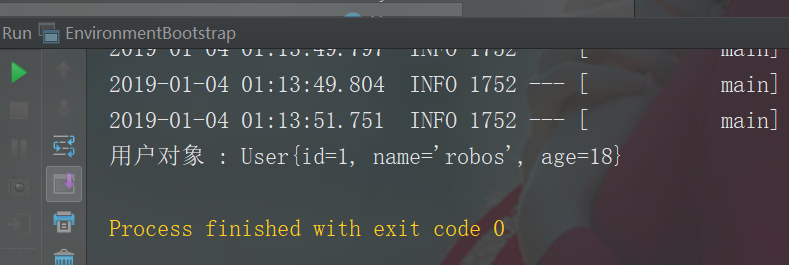 Run EnvironmentBootstrap
2019-01-04 01:13:49.797 INFO 1752 --- [ main]
2019-01-04 01:13:49.804 INFO 1752 --- [ main]
2019-01-04 01:13:51.751 INFO 1752 --- [ main]
用户对象 : User{id=1, name='robos', age=18}
Process finished with exit code 0